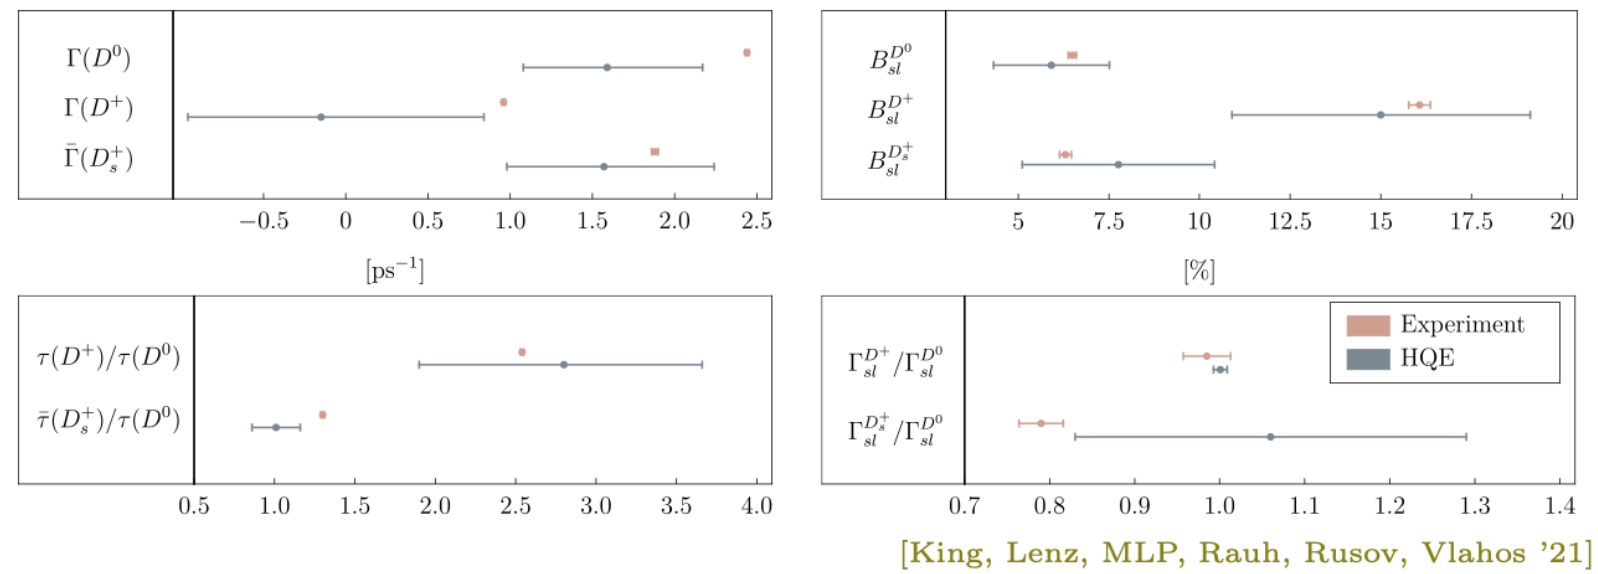 Γ(D⁰)
Γ(D⁺)
Γ̄(D_s⁺)
−0.5 0 0.5 1.0 1.5 2.0 2.5
[ps⁻¹]
B_sl^{D⁰}
B_sl^{D⁺}
B_sl^{D_s⁺}
5 7.5 10 12.5 15 17.5 20
[%]
τ(D⁺)/τ(D⁰)
τ̄(D_s⁺)/τ(D⁰)
0.5 1.0 1.5 2.0 2.5 3.0 3.5 4.0
Γ_sl^{D⁺}/Γ_sl^{D⁰}
Γ_sl^{D_s⁺}/Γ_sl^{D⁰}
Experiment
HQE
0.7 0.8 0.9 1.0 1.1 1.2 1.3 1.4
[King, Lenz, MLP, Rauh, Rusov, Vlahos '21]